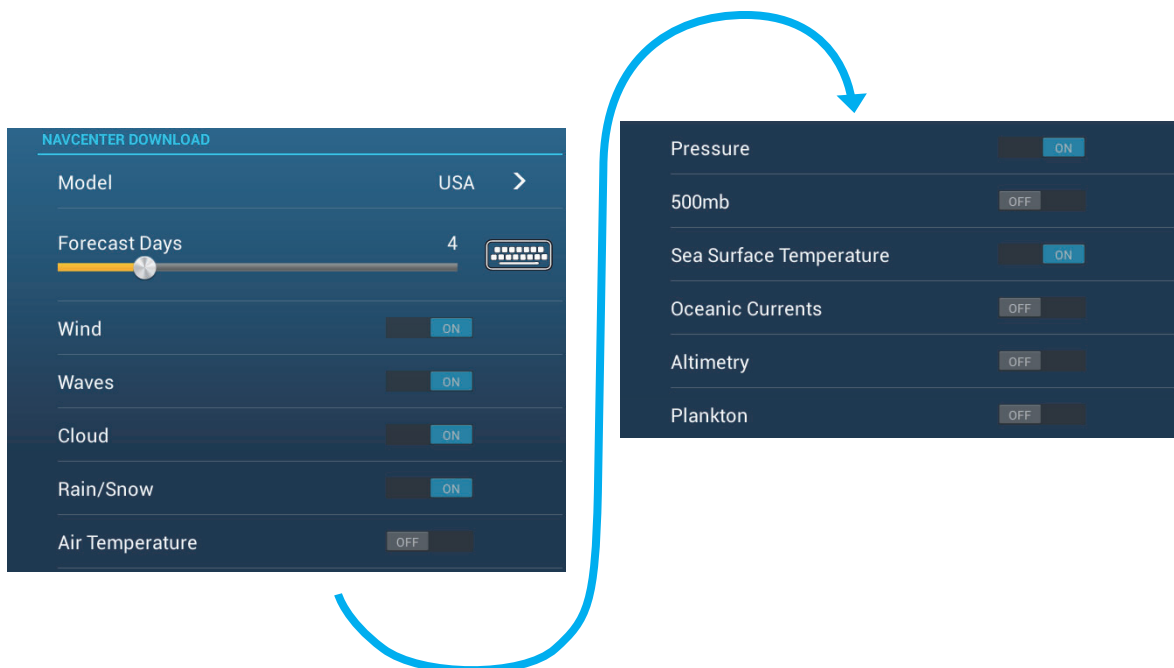 NAVCENTER DOWNLOAD
Model USA
Forecast Days 4
Wind ON
Waves ON
Cloud ON
Rain/Snow ON
Air Temperature OFF
Pressure ON
500mb OFF
Sea Surface Temperature ON
Oceanic Currents OFF
Altimetry OFF
Plankton OFF